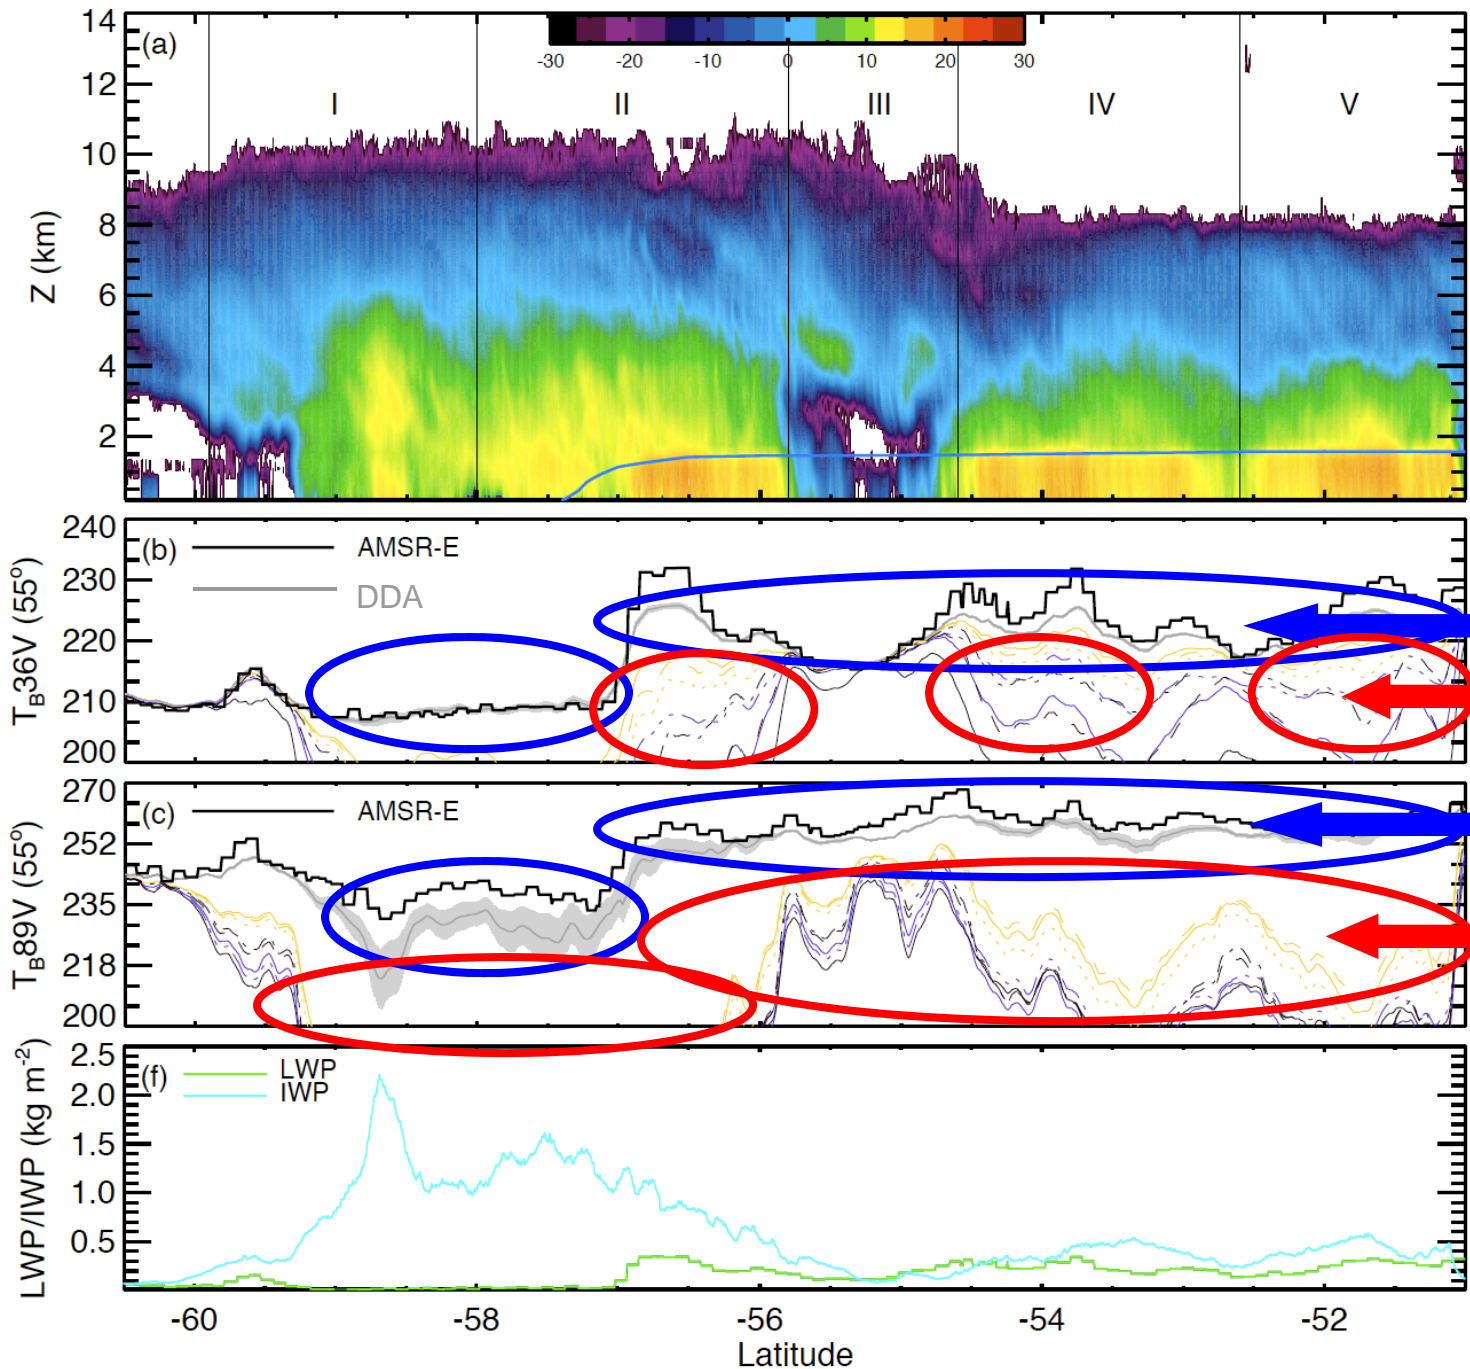 14
(a)
-30 -20 -10 0 10 20 30
12
I II III IV V
10
8
Z (km)
6
4
2
240
(b) AMSR-E
230
DDA
220
T_B36V (55°)
210
200
270
(c) AMSR-E
252
T_B89V (55°)
235
218
200
2.5
(f) LWP
IWP
2.0
LWP/IWP (kg m⁻²)
1.5
1.0
0.5
-60 -58 -56 -54 -52
Latitude